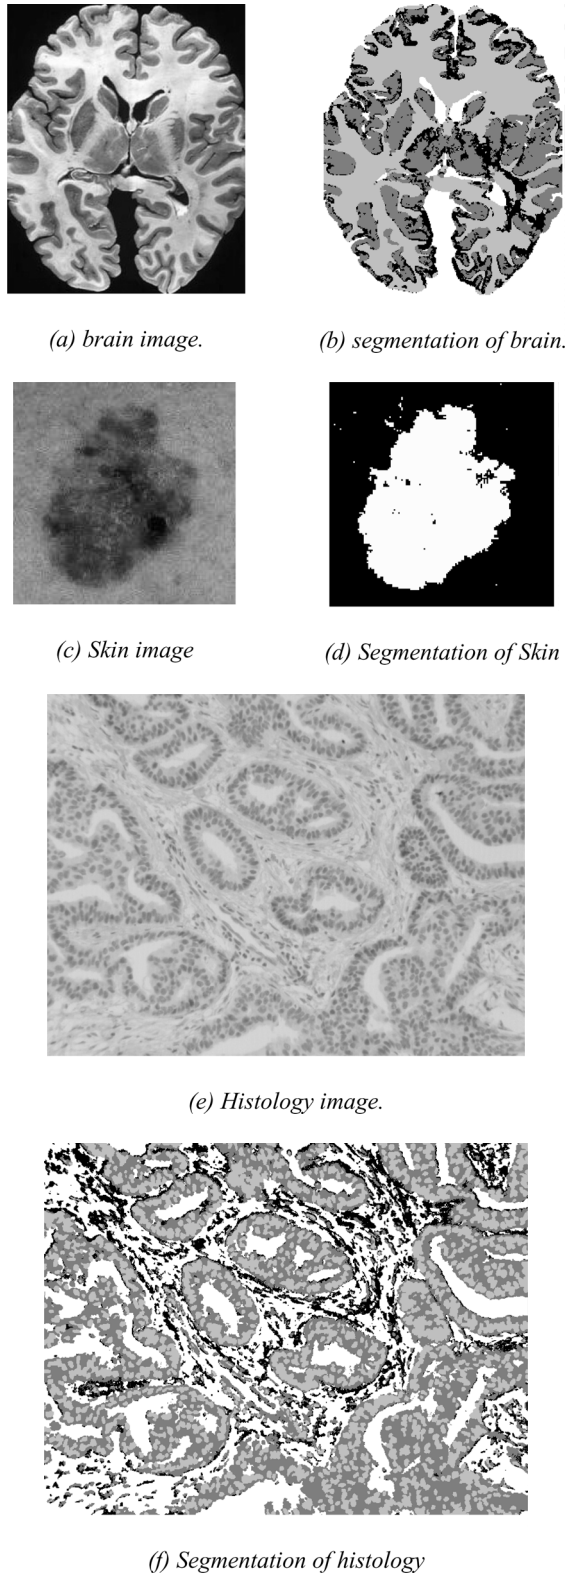 (a) brain image.
(b) segmentation of brain.
(c) Skin image
(d) Segmentation of Skin
(e) Histology image.
(f) Segmentation of histology